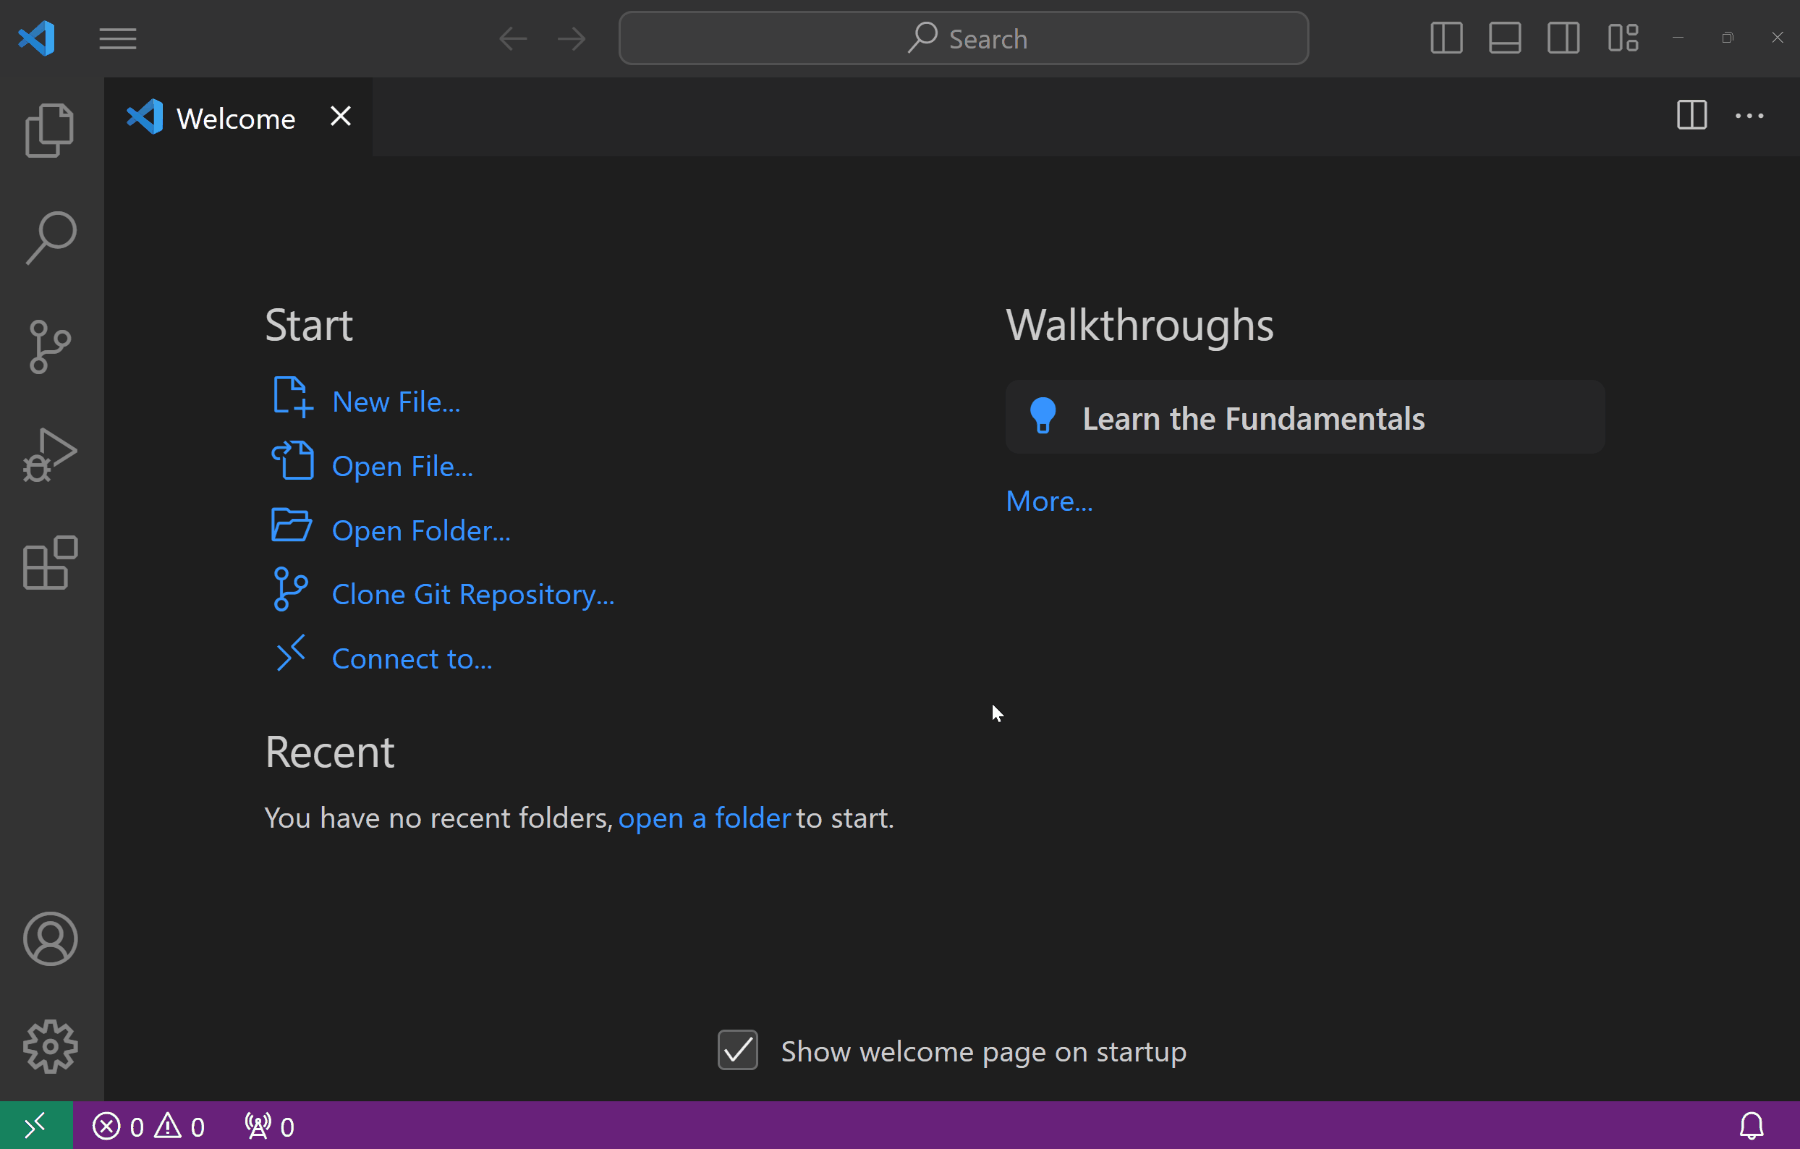 Search
Welcome
Start
New File...
Open File...
Open Folder...
Clone Git Repository...
Connect to...
Walkthroughs
Learn the Fundamentals
More...
Recent
You have no recent folders, open a folder to start.
Show welcome page on startup
0 0 0